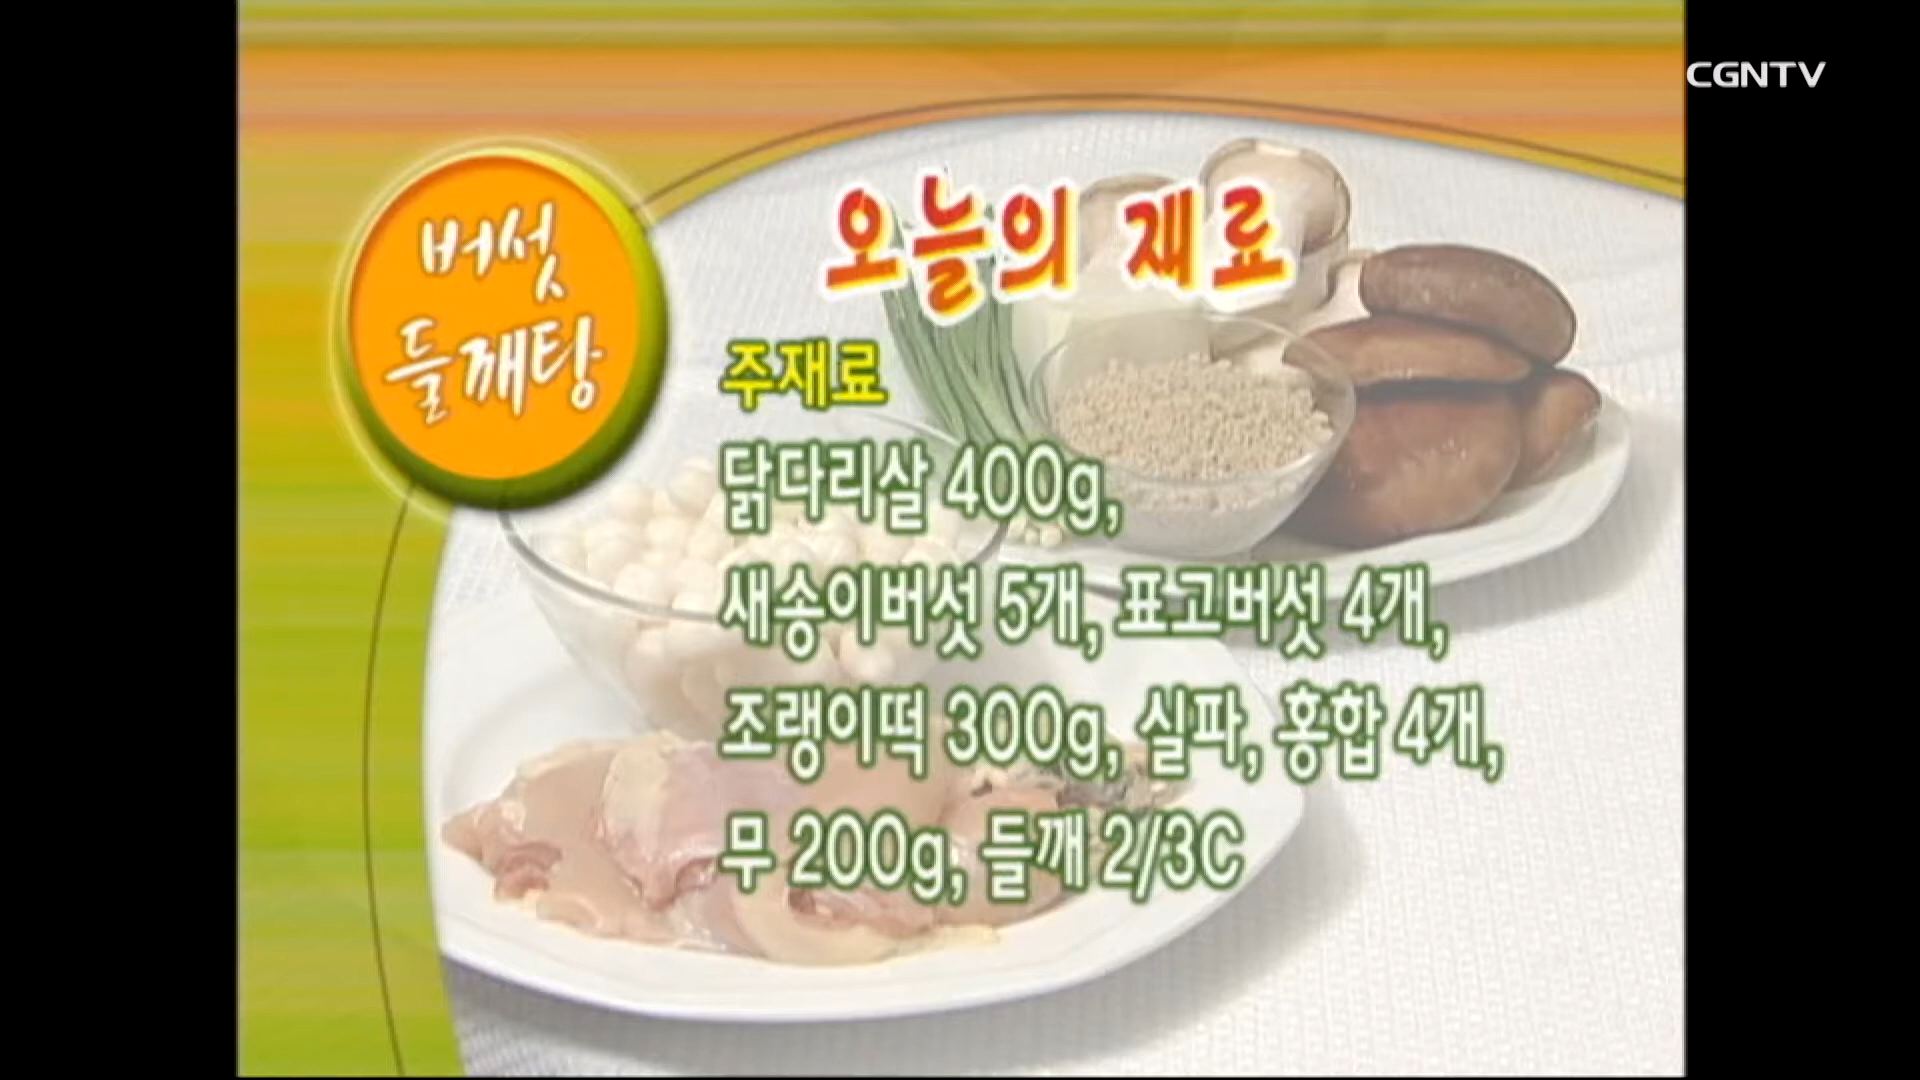 CGNTV
버섯
들깨탕
오늘의 재료
주재료
닭다리살 400g,
새송이버섯 5개, 표고버섯 4개,
조랭이떡 300g, 실파, 홍합 4개,
무 200g, 들깨 2/3C